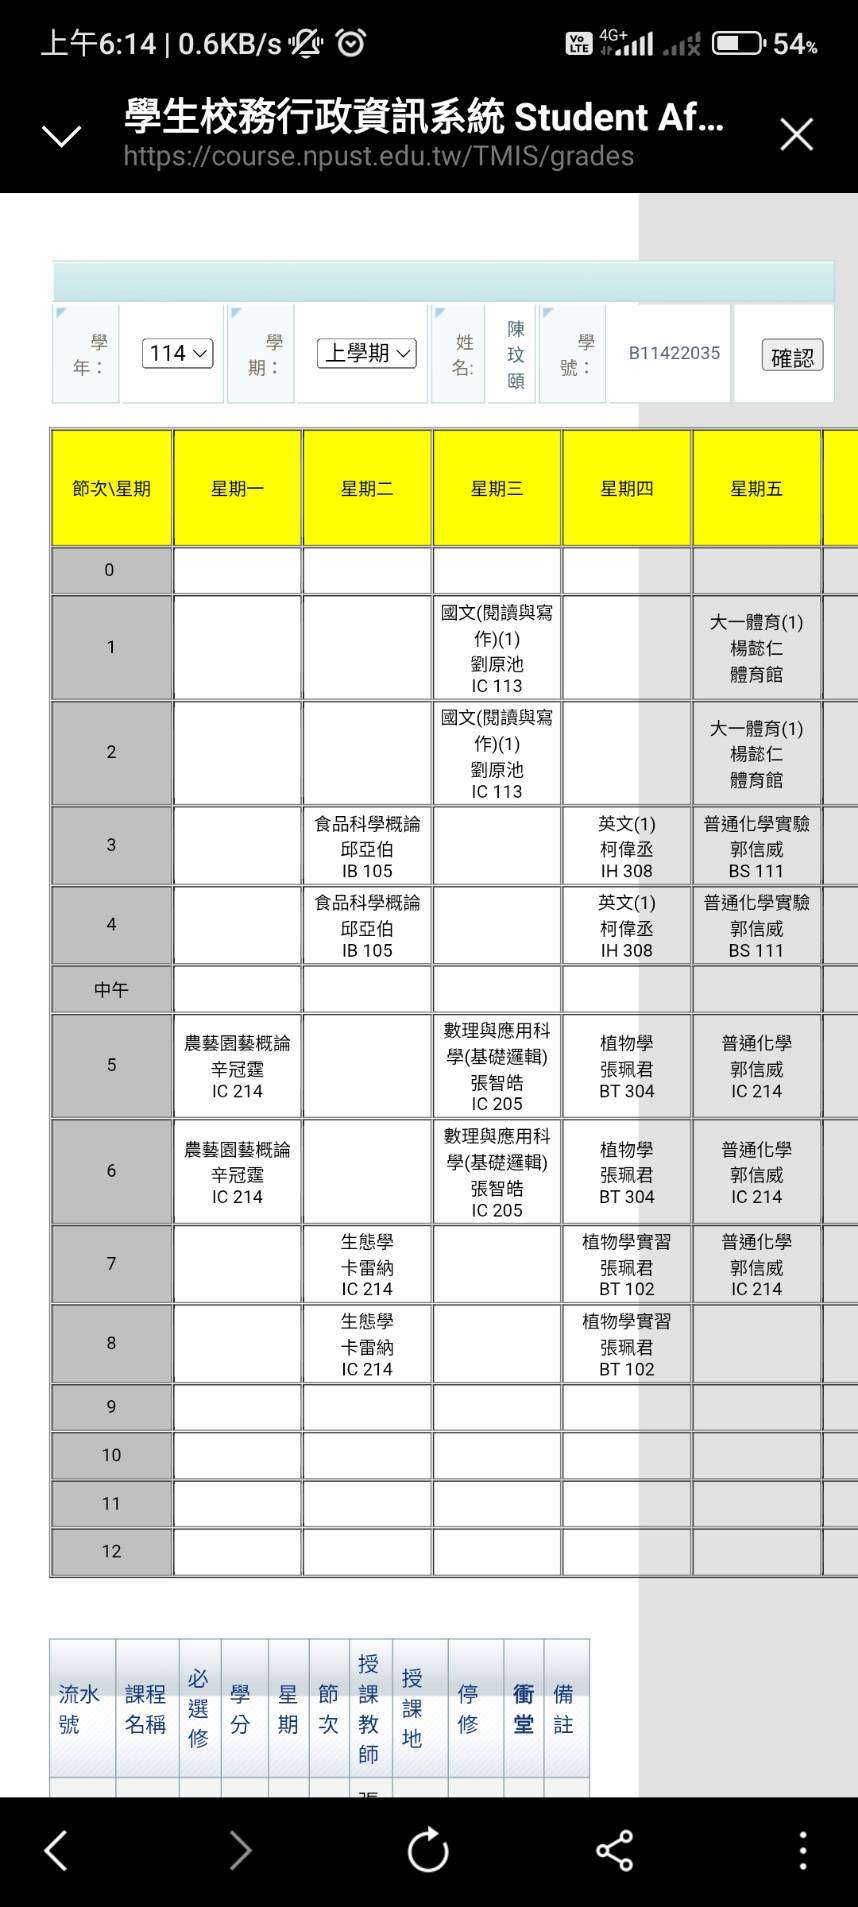 上午6:14 | 0.6KB/s
Vo LTE 4G+ 54%
學生校務行政資訊系統 Student Af...
https://course.npust.edu.tw/TMIS/grades
學年：
114
學期：
上學期
姓名:
陳玟頤
學號：
B11422035
確認
節次\星期 星期一 星期二 星期三 星期四 星期五
0
1
國文(閱讀與寫
作)(1)
劉原池
IC 113
大一體育(1)
楊懿仁
體育館
2
國文(閱讀與寫
作)(1)
劉原池
IC 113
大一體育(1)
楊懿仁
體育館
3
食品科學概論
邱亞伯
IB 105
英文(1)
柯偉丞
IH 308
普通化學實驗
郭信威
BS 111
4
食品科學概論
邱亞伯
IB 105
英文(1)
柯偉丞
IH 308
普通化學實驗
郭信威
BS 111
中午
5
農藝園藝概論
辛冠霆
IC 214
數理與應用科
學(基礎邏輯)
張智皓
IC 205
植物學
張珮君
BT 304
普通化學
郭信威
IC 214
6
農藝園藝概論
辛冠霆
IC 214
數理與應用科
學(基礎邏輯)
張智皓
IC 205
植物學
張珮君
BT 304
普通化學
郭信威
IC 214
7
生態學
卡雷納
IC 214
植物學實習
張珮君
BT 102
普通化學
郭信威
IC 214
8
生態學
卡雷納
IC 214
植物學實習
張珮君
BT 102
9
10
11
12
流水號 課程名稱 必選修 學分 星期 節次 授課教師 授課地 停修 衝堂 備註